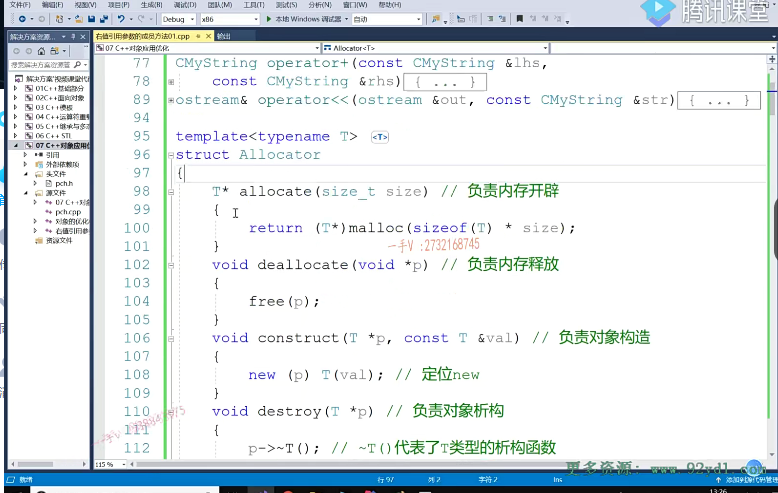 文件(F) 编辑(E) 视图(V) 项目(P) 生成(B) 调试(D) 团队(M) 工具(T) 测试(S) 分析(N) 窗口(W) 帮助(H)
腾讯课堂
Debug x86 本地 Windows 调试器 自动
解决方案资源...
右值引用参数的成员方法01.cpp 输出
07 C++对象应用优化 Allocator<T>
搜索解决方案资源管
解决方案"视频课堂代码
01C++基础部分
02C++面向对象
03 C++模板
04 C++运算符重载
05 C++继承与多态
06 C++ STL
07 C++对象应用优
引用
外部依赖项
头文件
pch.h
源文件
07 C++对象
pch.cpp
对象的优化
右值引用参
资源文件
77 CMyString operator+(const CMyString &lhs,
78 const CMyString &rhs) { ... }
89 ostream& operator<<(ostream &out, const CMyString &str) { ... }
94
95 template<typename T> <T>
96 struct Allocator
97 {
98 T* allocate(size_t size) // 负责内存开辟
99 {
100 return (T*)malloc(sizeof(T) * size);
101 }
一手V:2732168745
102 void deallocate(void *p) // 负责内存释放
103 {
104 free(p);
105 }
106 void construct(T *p, const T &val) // 负责对象构造
107 {
108 new (p) T(val); // 定位new
109 }
110 void destroy(T *p) // 负责对象析构
111 {
112 p->~T(); // ~T()代表了T类型的析构函数
115 %
更多资源: www.92xdl.com
就绪 行 97 列 2 字符 2 Ins 添加到源代码管理
13:26